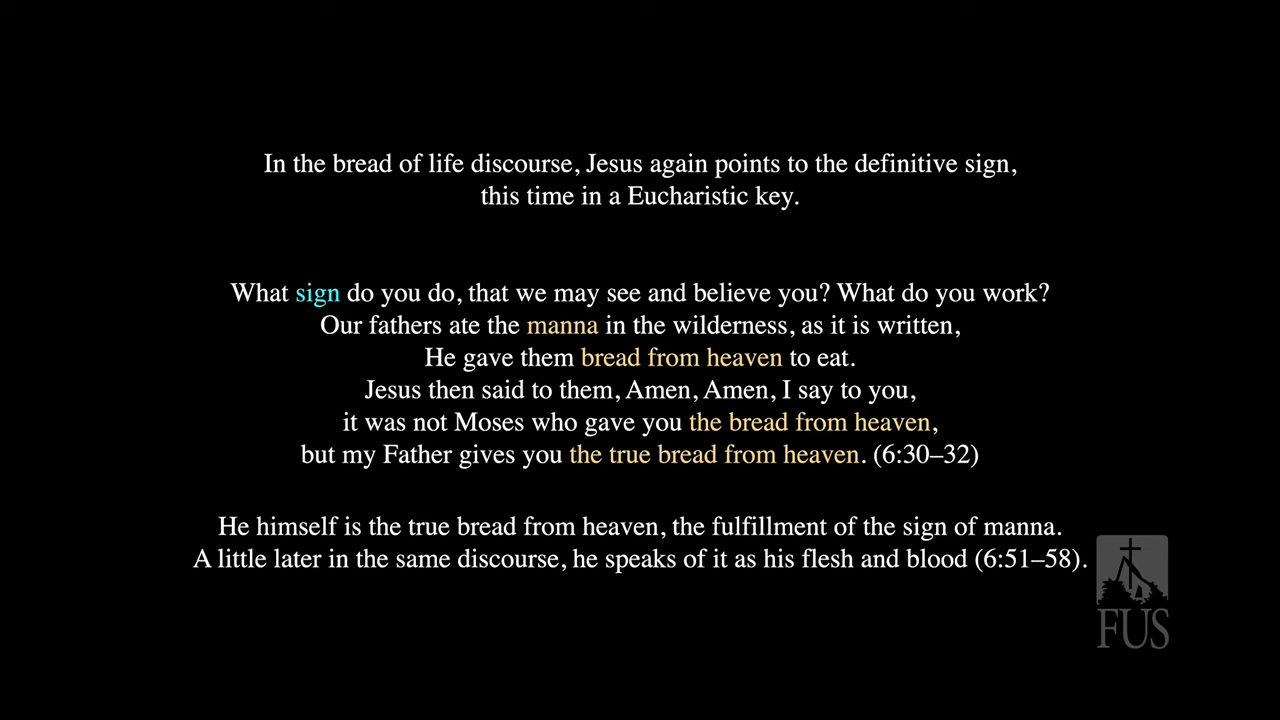 In the bread of life discourse, Jesus again points to the definitive sign,
this time in a Eucharistic key.
What sign do you do, that we may see and believe you? What do you work?
Our fathers ate the manna in the wilderness, as it is written,
He gave them bread from heaven to eat.
Jesus then said to them, Amen, Amen, I say to you,
it was not Moses who gave you the bread from heaven,
but my Father gives you the true bread from heaven. (6:30–32)
He himself is the true bread from heaven, the fulfillment of the sign of manna.
A little later in the same discourse, he speaks of it as his flesh and blood (6:51–58).
FUS